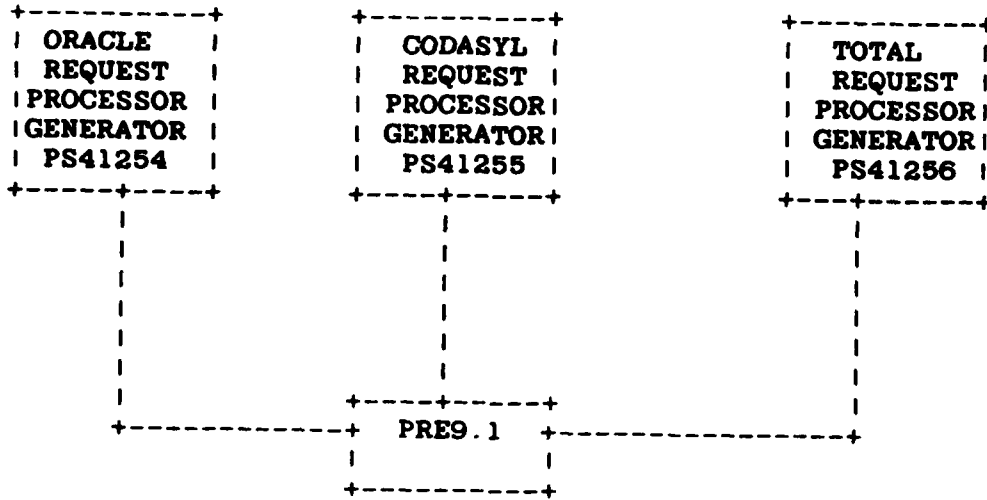 ORACLE
REQUEST
PROCESSOR
GENERATOR
PS41254
CODASYL
REQUEST
PROCESSOR
GENERATOR
PS41255
TOTAL
REQUEST
PROCESSOR
GENERATOR
PS41256
PRE9.1